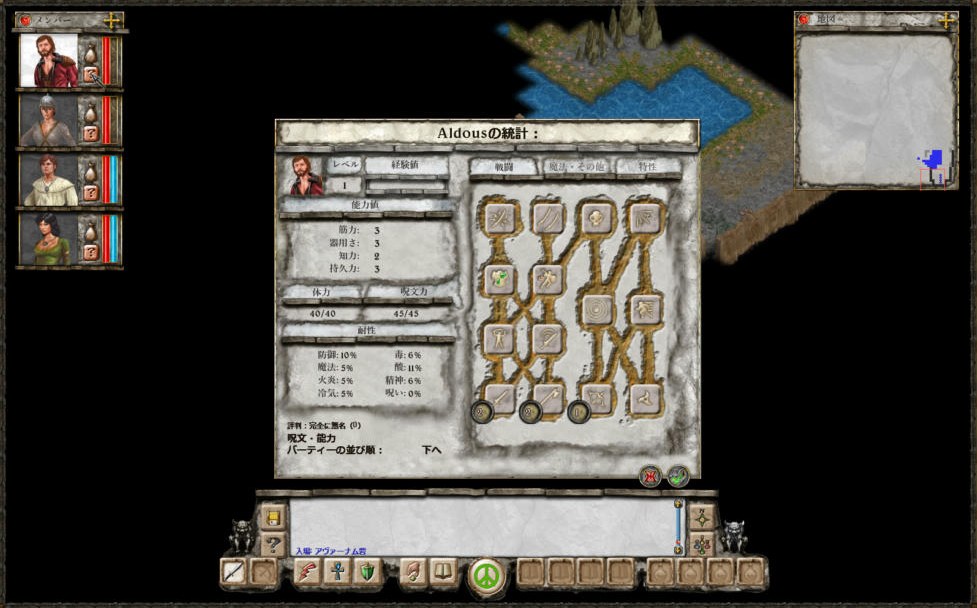 メンバー
地図
Aldousの統計：
レベル
経験値
1
戦闘
魔法・その他
特性
能力値
筋力: 3
器用さ: 3
知力: 2
持久力: 3
体力
呪文力
40/40
45/45
耐性
防御: 10%
毒: 6%
魔法: 5%
酸: 11%
火炎: 5%
精神: 6%
冷気: 5%
呪い: 0%
評判：完全に無名 (0)
呪文・能力
パーティーの並び順：
下へ
入場: アヴァーナム砦